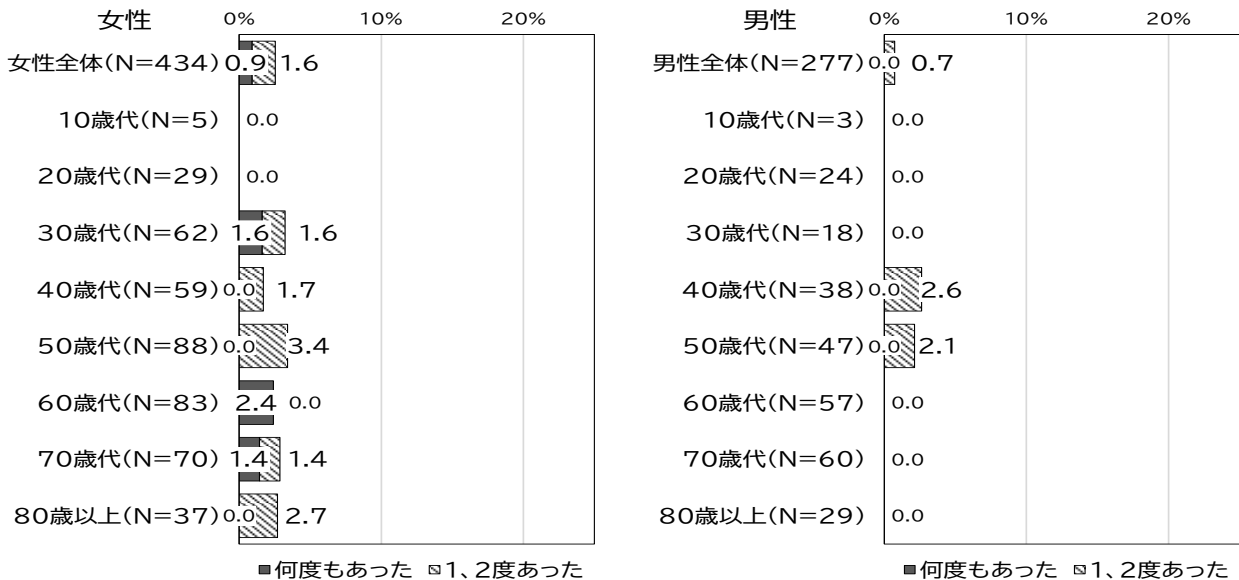 女性 0% 10% 20%
女性全体(N=434) 0.9 1.6
10歳代(N=5) 0.0
20歳代(N=29) 0.0
30歳代(N=62) 1.6 1.6
40歳代(N=59) 0.0 1.7
50歳代(N=88) 0.0 3.4
60歳代(N=83) 2.4 0.0
70歳代(N=70) 1.4 1.4
80歳以上(N=37) 0.0 2.7
何度もあった 1、2度あった
男性 0% 10% 20%
男性全体(N=277) 0.0 0.7
10歳代(N=3) 0.0
20歳代(N=24) 0.0
30歳代(N=18) 0.0
40歳代(N=38) 0.0 2.6
50歳代(N=47) 0.0 2.1
60歳代(N=57) 0.0
70歳代(N=60) 0.0
80歳以上(N=29) 0.0
何度もあった 1、2度あった